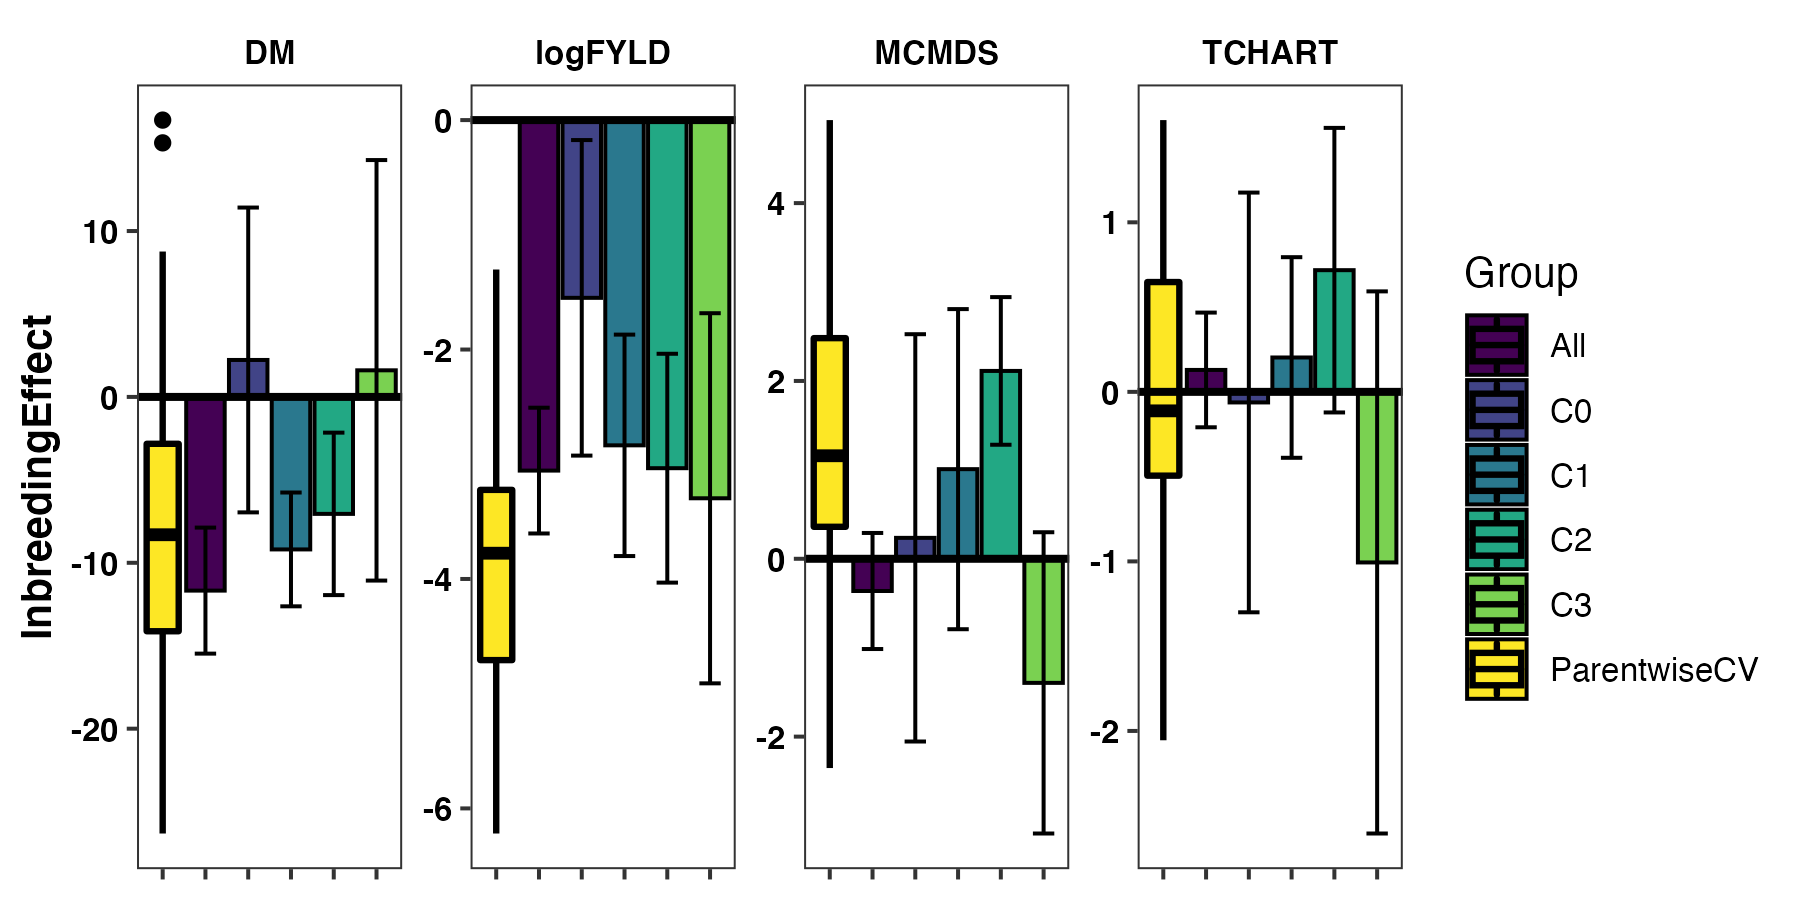 DM
logFYLD
MCMDS
TCHART
InbreedingEffect
10
0
-10
-20
0
-2
-4
-6
4
2
0
-2
1
0
-1
-2
Group
All
C0
C1
C2
C3
ParentwiseCV